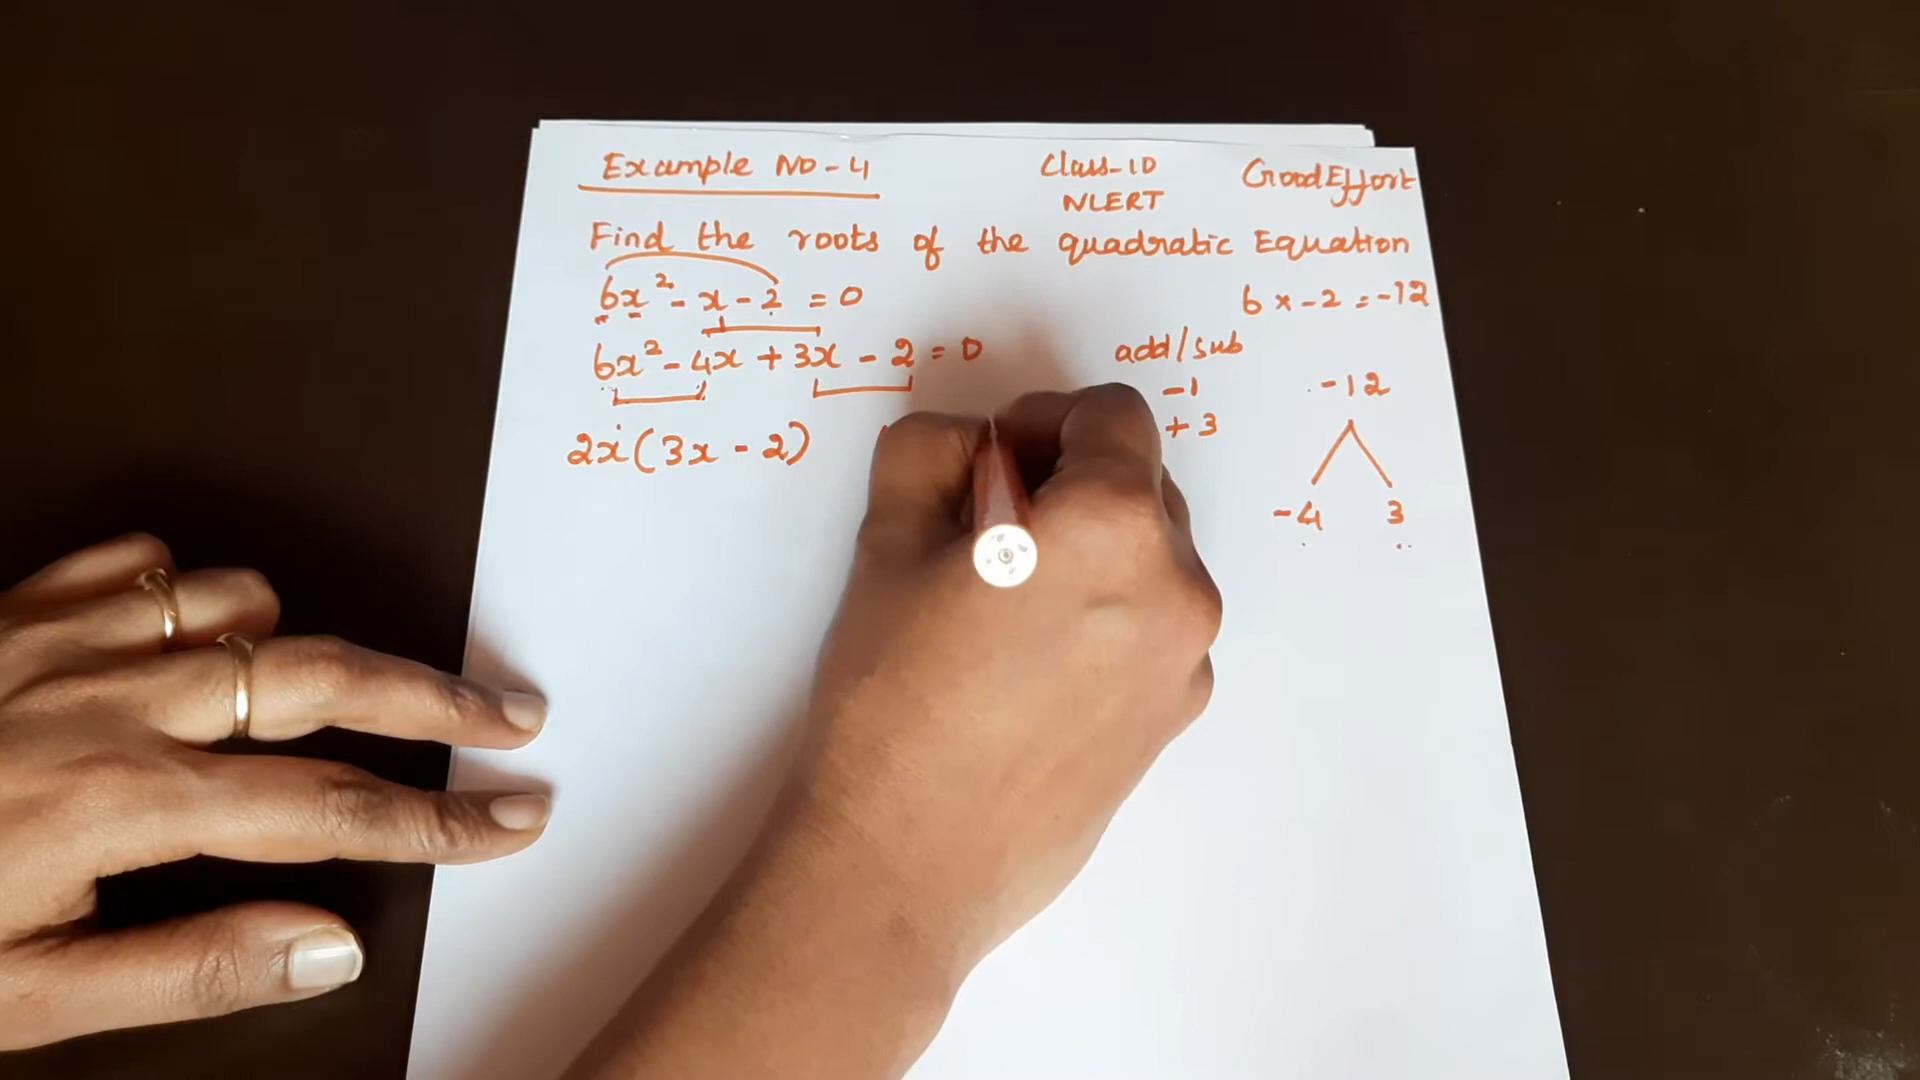 Example NO-4
Class-10
NCERT
GoodEffort
Find the roots of the quadratic Equation
6x² - x - 2 = 0
6 x -2 = -12
6x² - 4x + 3x - 2 = 0
add/sub
-1
-12
2x(3x - 2)
+3
-4 3